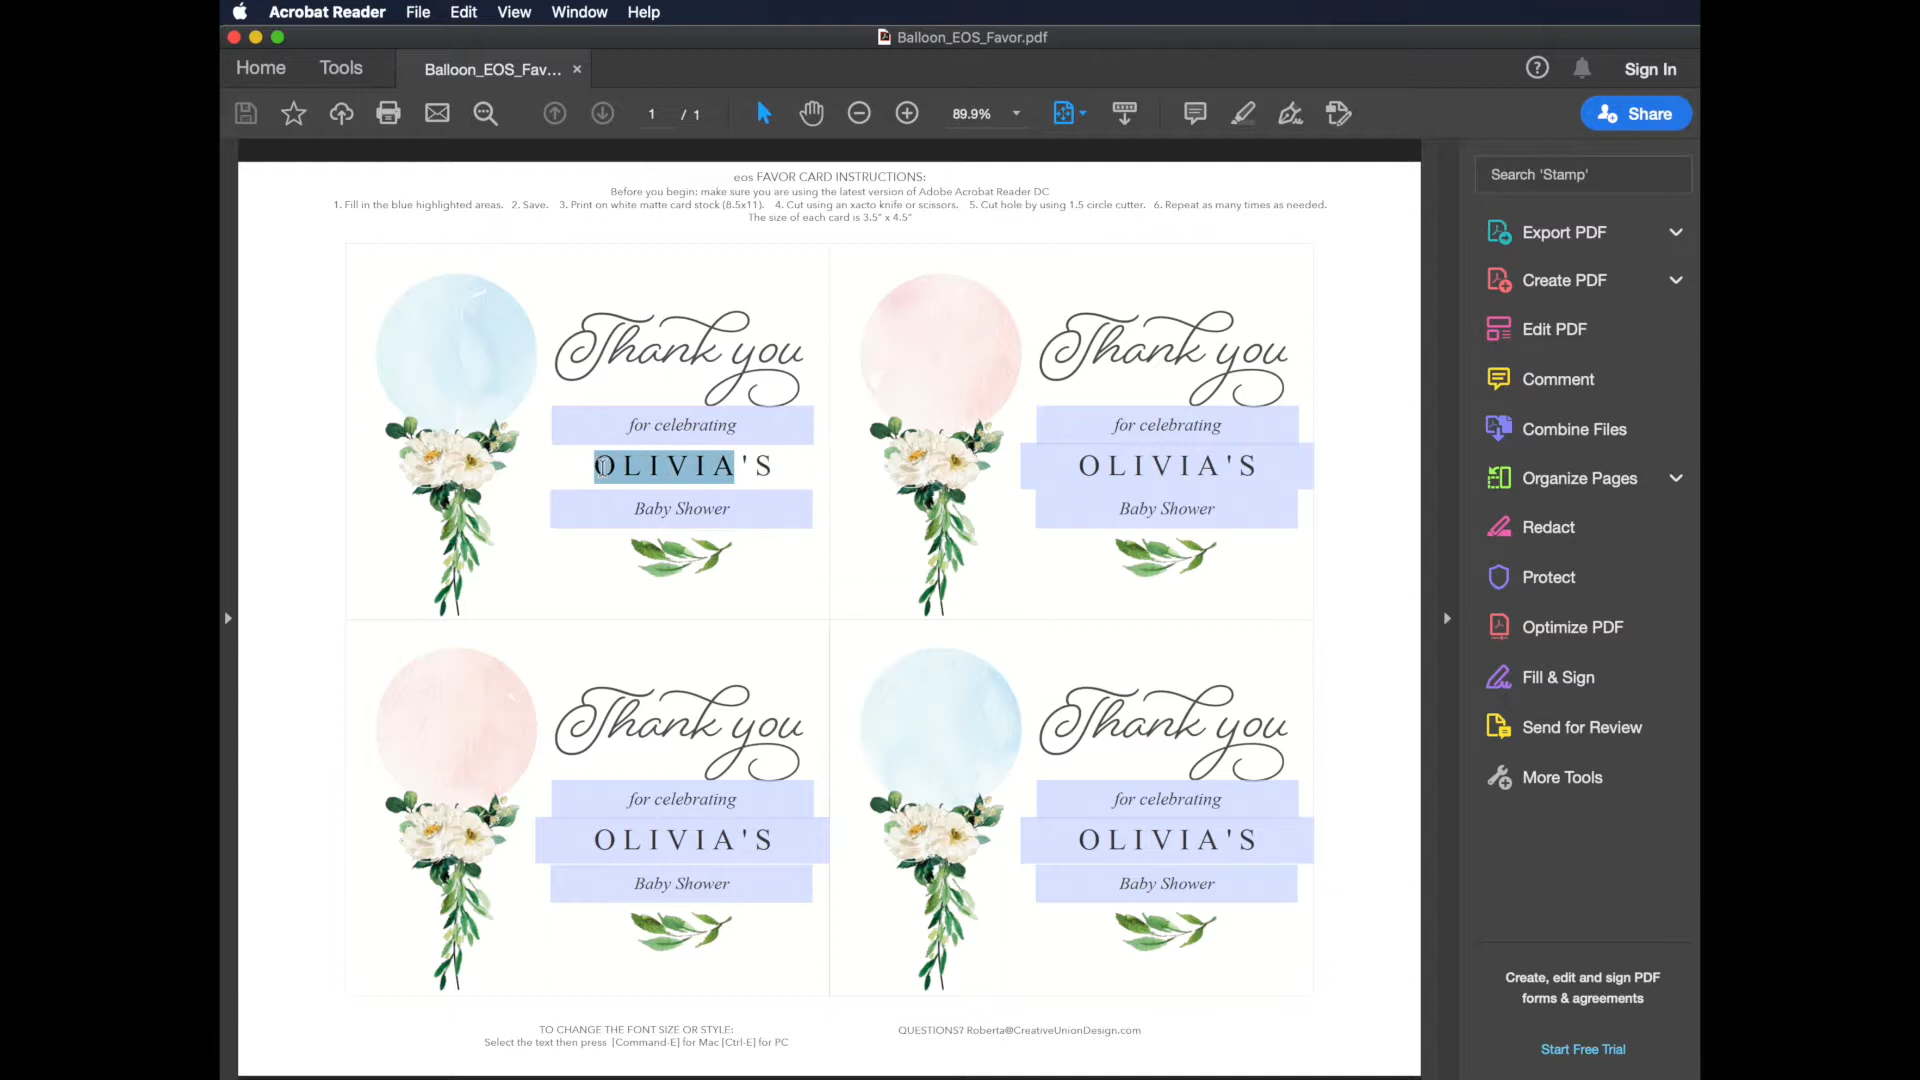 Acrobat Reader File Edit View Window Help
Balloon_EOS_Favor.pdf
Home Tools Balloon_EOS_Fav... × Sign In
1 / 1 89.9% Share
eos FAVOR CARD INSTRUCTIONS:
Before you begin: make sure you are using the latest version of Adobe Acrobat Reader DC
1. Fill in the blue highlighted areas. 2. Save. 3. Print on white matte card stock (8.5x11). 4. Cut using an xacto knife or scissors. 5. Cut hole by using 1.5 circle cutter. 6. Repeat as many times as needed.
The size of each card is 3.5" x 4.5"
Thank you
for celebrating
OLIVIA'S
Baby Shower
Thank you
for celebrating
OLIVIA'S
Baby Shower
Thank you
for celebrating
OLIVIA'S
Baby Shower
Thank you
for celebrating
OLIVIA'S
Baby Shower
TO CHANGE THE FONT SIZE OR STYLE:
Select the text then press [Command-E] for Mac [Ctrl-E] for PC
QUESTIONS? Roberta@CreativeUnionDesign.com
Search 'Stamp'
Export PDF
Create PDF
Edit PDF
Comment
Combine Files
Organize Pages
Redact
Protect
Optimize PDF
Fill & Sign
Send for Review
More Tools
Create, edit and sign PDF
forms & agreements
Start Free Trial